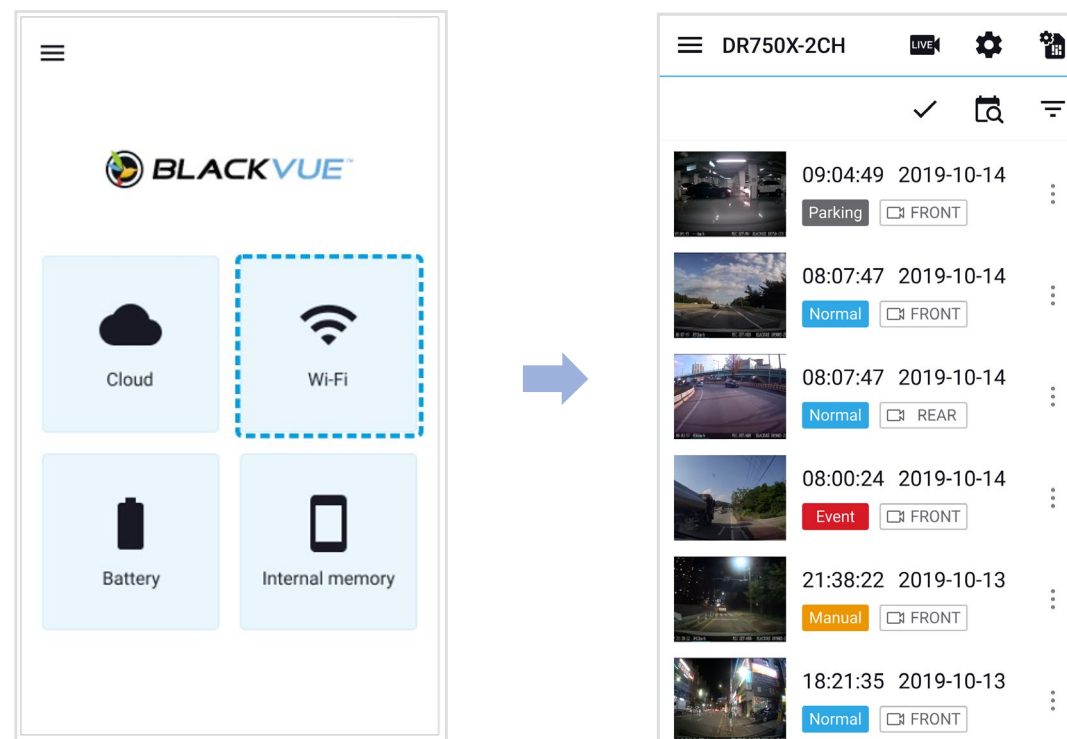 BLACKVUE™
Cloud
Wi-Fi
Battery
Internal memory
DR750X-2CH
LIVE
09:04:49 2019-10-14
Parking FRONT
08:07:47 2019-10-14
Normal FRONT
08:07:47 2019-10-14
Normal REAR
08:00:24 2019-10-14
Event FRONT
21:38:22 2019-10-13
Manual FRONT
18:21:35 2019-10-13
Normal FRONT